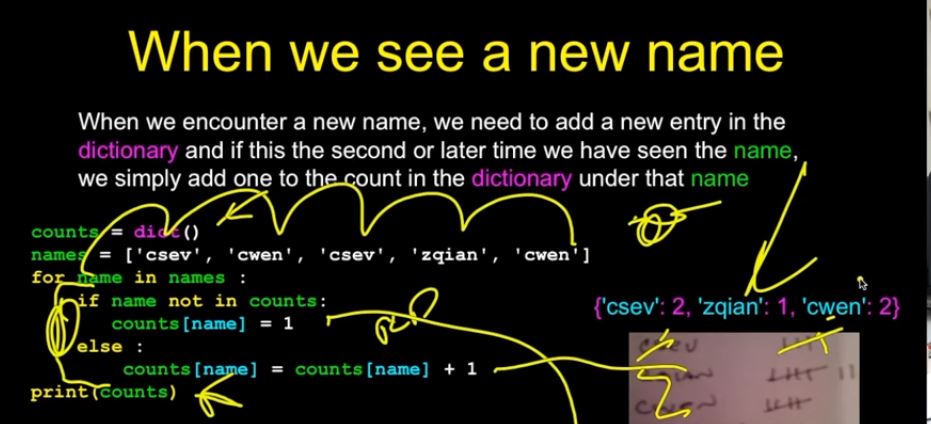 When we see a new name
When we encounter a new name, we need to add a new entry in the
dictionary and if this the second or later time we have seen the name,
we simply add one to the count in the dictionary under that name
counts = dict()
names = ['csev', 'cwen', 'csev', 'zqian', 'cwen']
for name in names :
if name not in counts:
counts[name] = 1
else :
counts[name] = counts[name] + 1
print(counts)
{'csev': 2, 'zqian': 1, 'cwen': 2}
csev
cwen